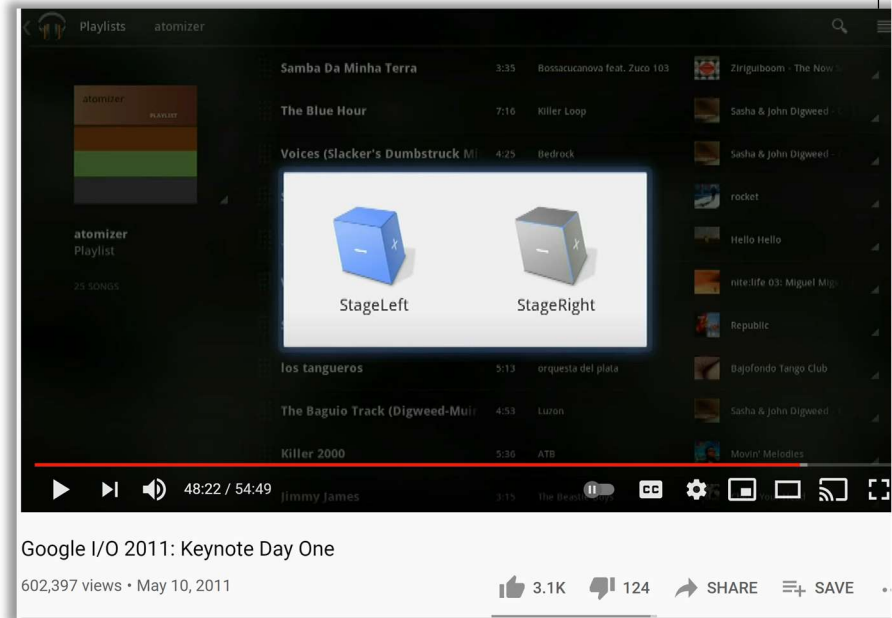 Playlists atomizer
Samba Da Minha Terra 3:35 Bossacucanova feat. Zuco 103 Ziriguiboom - The Now
atomizer
PLAYLIST
The Blue Hour 7:16 Killer Loop Sasha & John Digweed -
Voices (Slacker's Dumbstruck Mi 4:25 Bedrock Sasha & John Digweed -
rocket
atomizer
Playlist
Hello Hello
25 SONGS
nite:life 03: Miguel Mig
StageLeft StageRight
Republic
los tangueros 5:13 orquesta del plata Bajofondo Tango Club
The Baguio Track (Digweed-Muir 4:53 Luzon Sasha & John Digweed
Killer 2000 5:36 ATB Movin' Melodies
48:22 / 54:49 CC
Jimmy James 3:15 The
Google I/O 2011: Keynote Day One
602,397 views • May 10, 2011
3.1K 124 SHARE SAVE